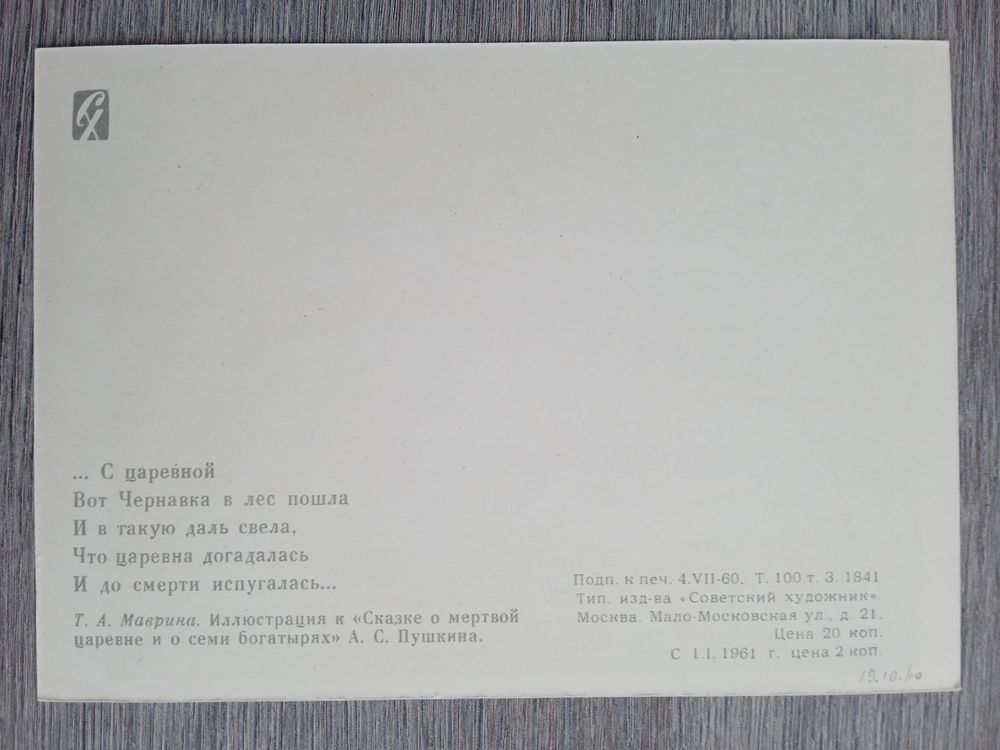 СХ
... С царевной
Вот Чернавка в лес пошла
И в такую даль свела,
Что царевна догадалась
И до смерти испугалась...
Т. А. Маврина. Иллюстрация к «Сказке о мертвой
царевне и о семи богатырях» А. С. Пушкина.
Подп. к печ. 4.VII-60. Т. 100 т. З. 1841
Тип. изд-ва «Советский художник».
Москва. Мало-Московская ул., д. 21.
Цена 20 коп.
С 1.I. 1961 г. цена 2 коп.
19.10.60